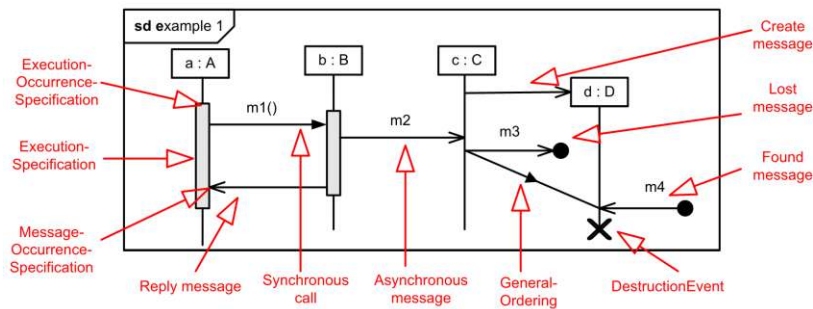 sd example 1
a : A
b : B
c : C
d : D
Create
message
Execution-
Occurrence-
Specification
Lost
message
m1()
m2
m3
Execution-
Specification
Found
message
m4
Message-
Occurrence-
Specification
Reply message
Synchronous
call
Asynchronous
message
General-
Ordering
DestructionEvent